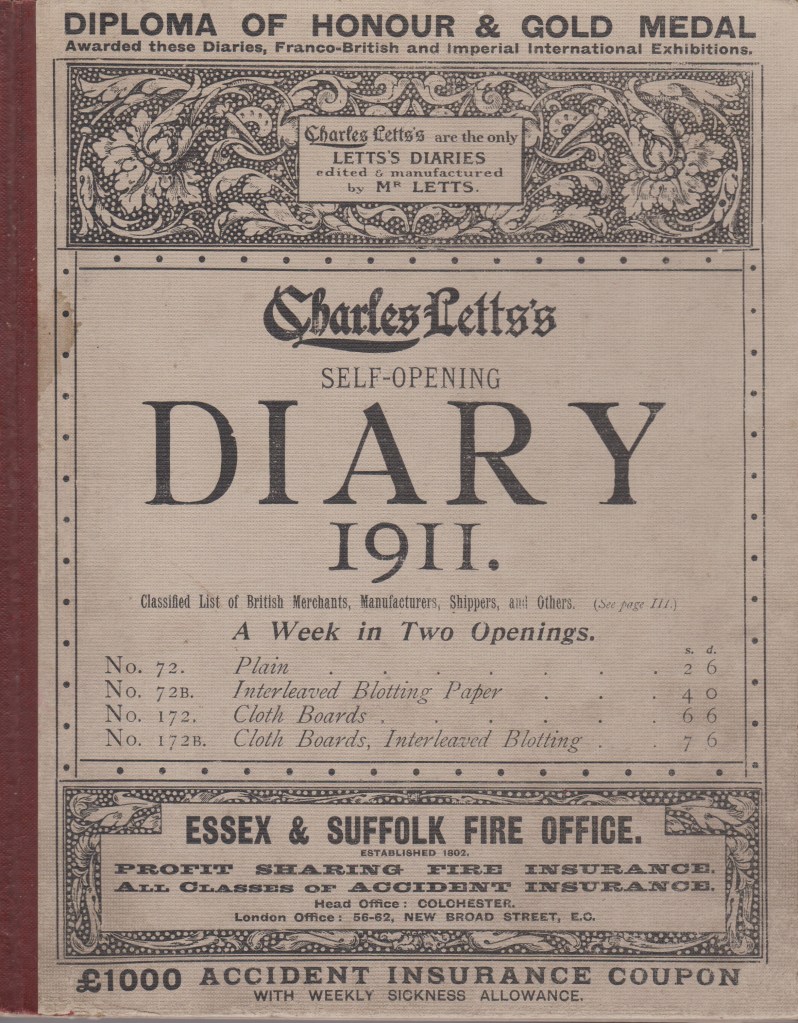 DIPLOMA OF HONOUR & GOLD MEDAL
Awarded these Diaries, Franco-British and Imperial International Exhibitions.
Charles Letts's are the only
LETTS'S DIARIES
edited & manufactured
by MR LETTS.
Charles Letts's
SELF-OPENING
DIARY
1911.
Classified List of British Merchants, Manufacturers, Shippers, and Others. (See page III.)
A Week in Two Openings.
s. d.
No. 72. Plain . . . . . . . 2 6
No. 72B. Interleaved Blotting Paper . . . 4 0
No. 172. Cloth Boards . . . . . . 6 6
No. 172B. Cloth Boards, Interleaved Blotting . . 7 6
ESSEX & SUFFOLK FIRE OFFICE.
ESTABLISHED 1802.
PROFIT SHARING FIRE INSURANCE.
ALL CLASSES OF ACCIDENT INSURANCE.
Head Office: COLCHESTER.
London Office: 56-62, NEW BROAD STREET, E.C.
£1000 ACCIDENT INSURANCE COUPON
WITH WEEKLY SICKNESS ALLOWANCE.